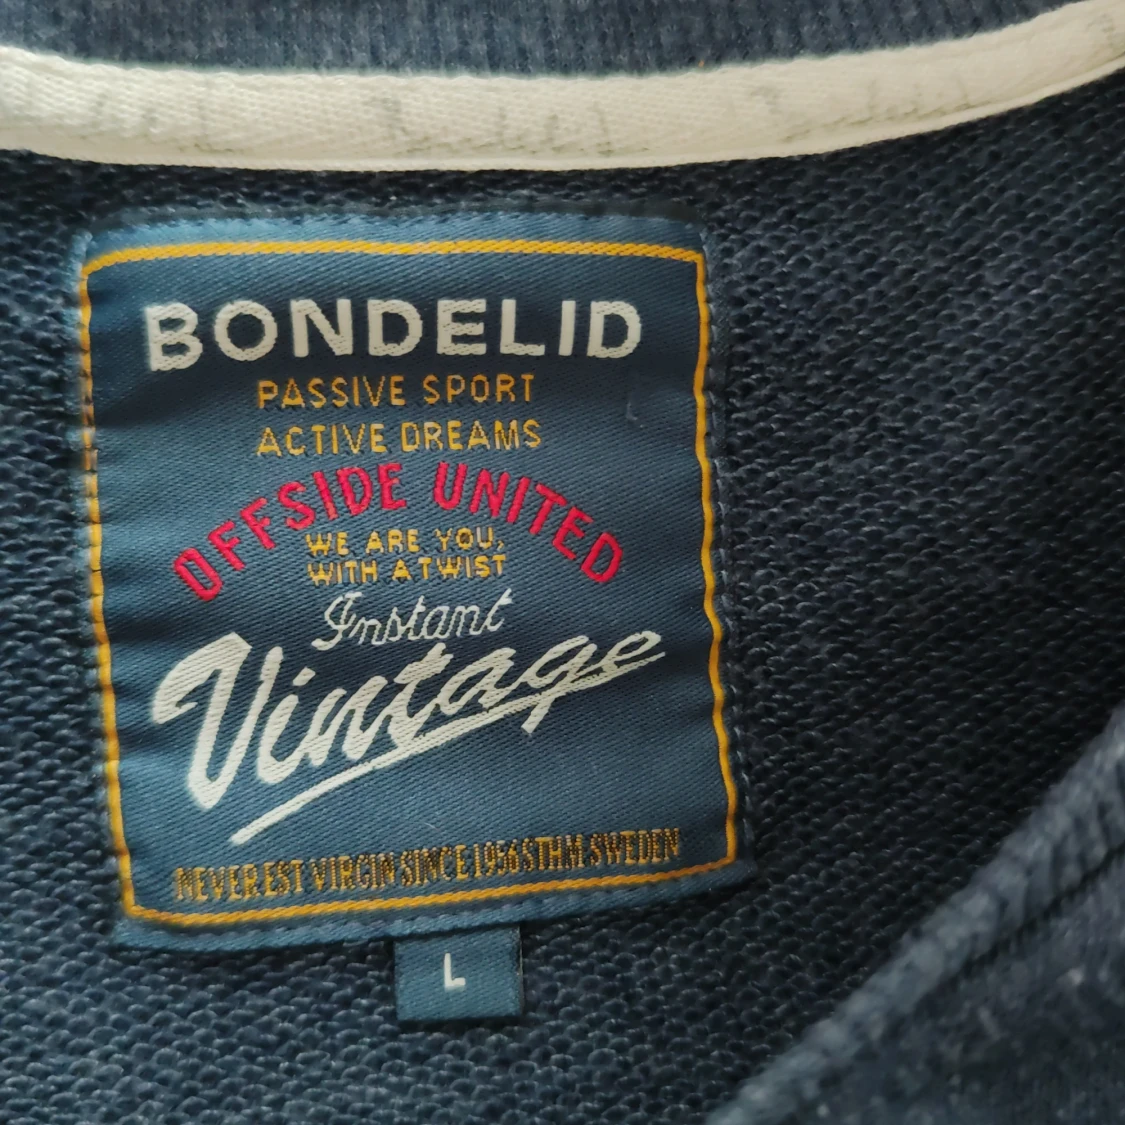 BONDELID
PASSIVE SPORT
ACTIVE DREAMS
OFFSIDE UNITED
WE ARE YOU,
WITH A TWIST
Instant
Vintage
NEVER EST VIRGIN SINCE 1956 STHM.SWEDEN
L